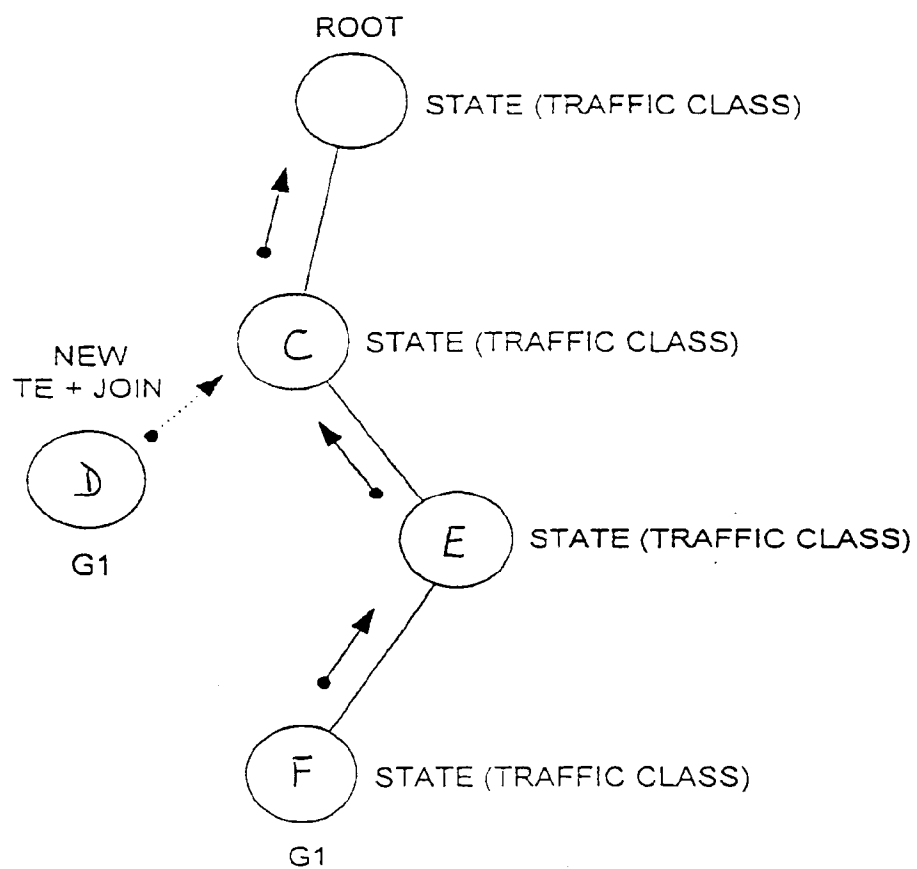 ROOT
STATE (TRAFFIC CLASS)
C
STATE (TRAFFIC CLASS)
NEW
TE + JOIN
D
G1
E
STATE (TRAFFIC CLASS)
F
STATE (TRAFFIC CLASS)
G1